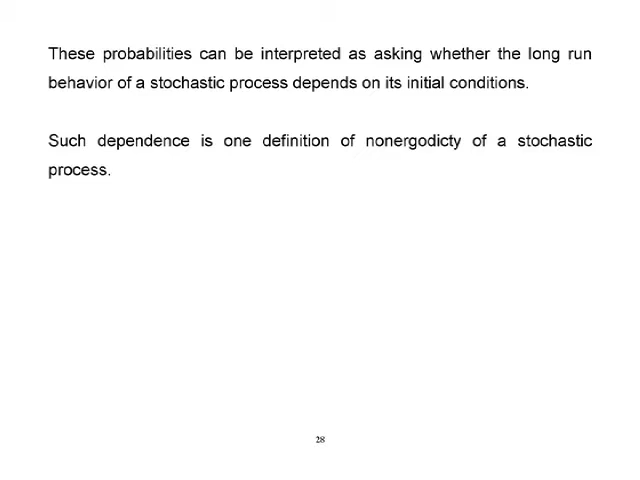 These probabilities can be interpreted as asking whether the long run
behavior of a stochastic process depends on its initial conditions.
Such dependence is one definition of nonergodicty of a stochastic
process.
28